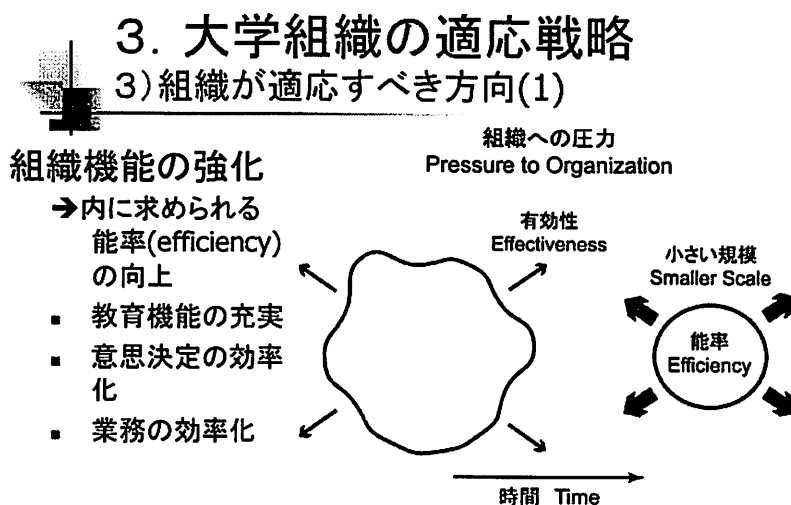 3. 大学組織の適応戦略
3)組織が適応すべき方向(1)
組織機能の強化
➔内に求められる
能率(efficiency)
の向上
▪ 教育機能の充実
▪ 意思決定の効率
化
▪ 業務の効率化
組織への圧力
Pressure to Organization
有効性
Effectiveness
小さい規模
Smaller Scale
能率
Efficiency
時間 Time